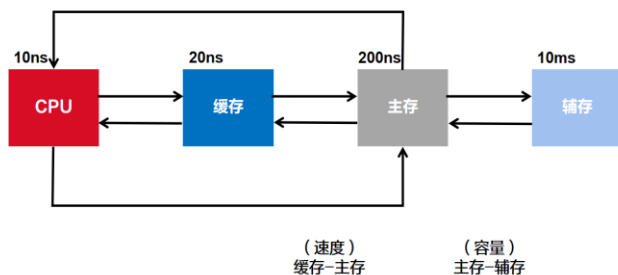 10ns
20ns
200ns
10ms
CPU
缓存
主存
辅存
（速度）
缓存-主存
（容量）
主存-辅存